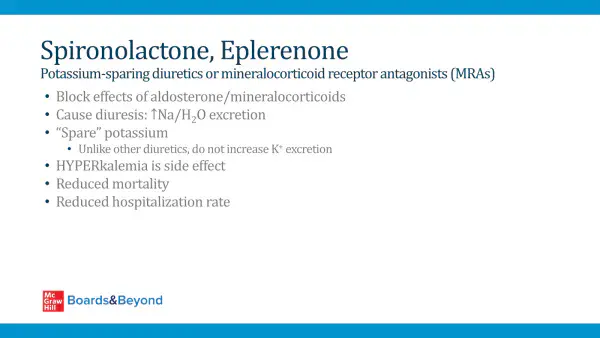 Spironolactone, Eplerenone
Potassium-sparing diuretics or mineralocorticoid receptor antagonists (MRAs)
• Block effects of aldosterone/mineralocorticoids
• Cause diuresis: ↑Na/H₂O excretion
• “Spare” potassium
• Unlike other diuretics, do not increase K⁺ excretion
• HYPERkalemia is side effect
• Reduced mortality
• Reduced hospitalization rate
Mc
Graw
Hill
Boards&Beyond